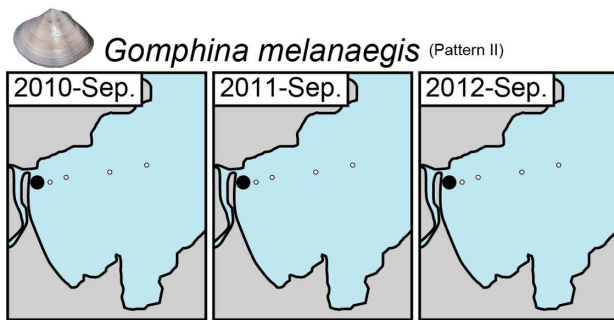 Gomphina melanaegis (Pattern II)
2010-Sep. 2011-Sep. 2012-Sep.